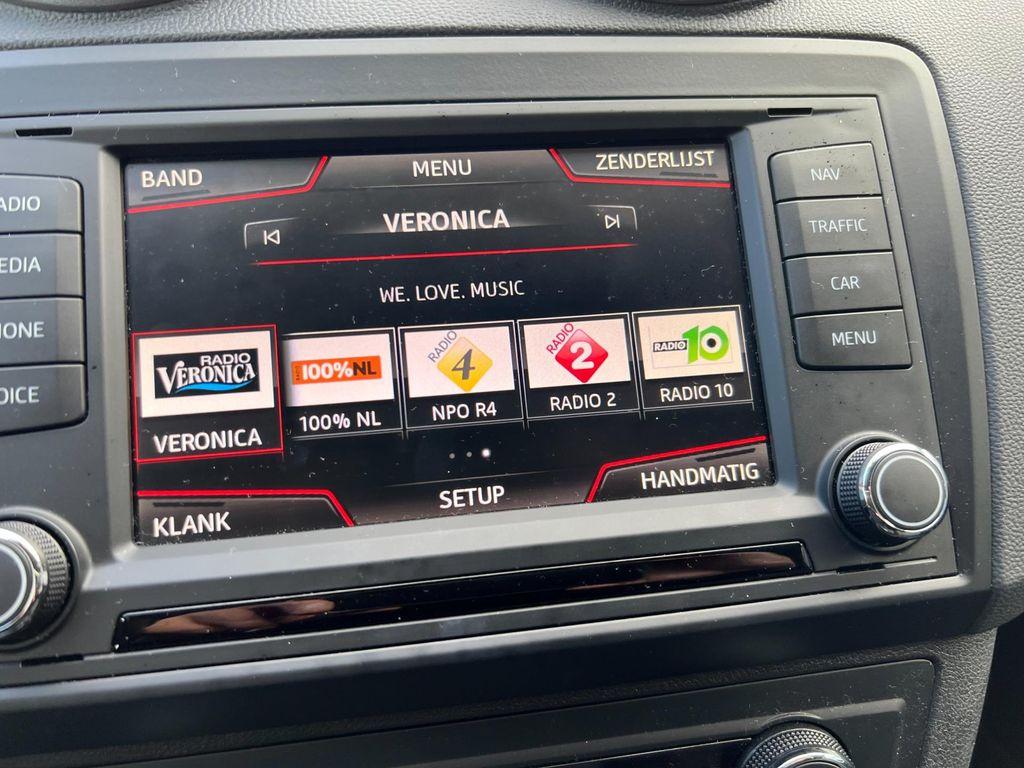 BAND
MENU
ZENDERLIJST
VERONICA
WE. LOVE. MUSIC
RADIO
VERONICA
VERONICA
100%NL
100% NL
RADIO
4
NPO R4
RADIO
2
RADIO 2
RADIO 10
RADIO 10
KLANK
SETUP
HANDMATIG
ADIO
EDIA
HONE
OICE
NAV
TRAFFIC
CAR
MENU